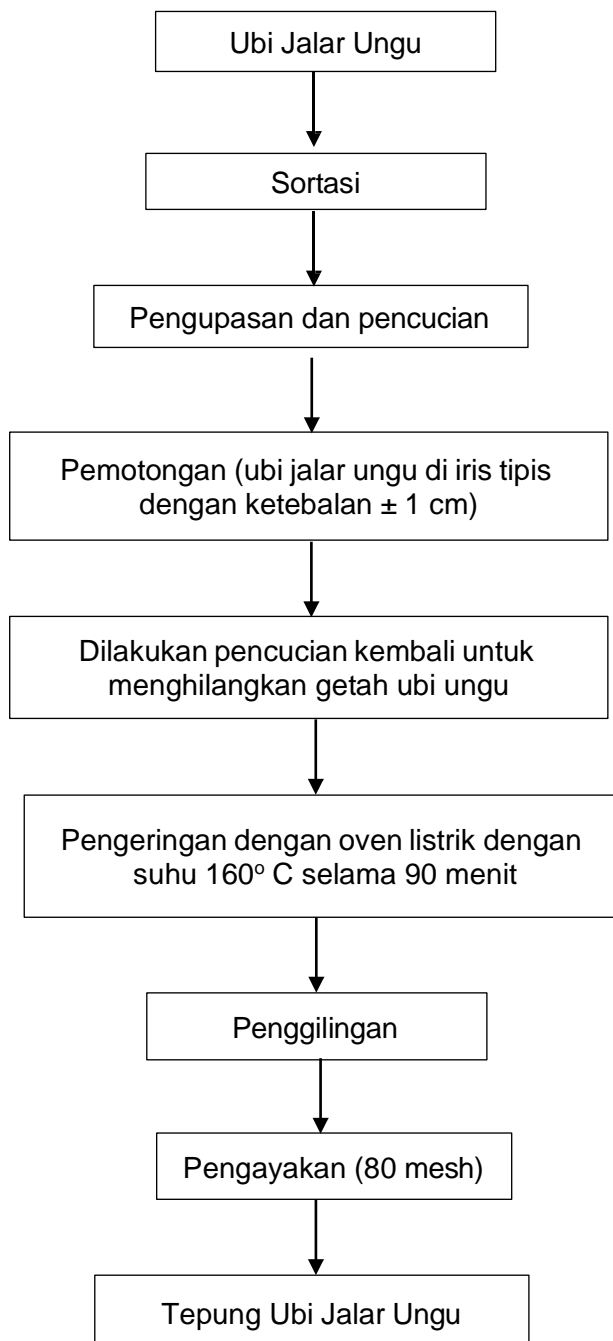 Ubi Jalar Ungu
Sortasi
Pengupasan dan pencucian
Pemotongan (ubi jalar ungu di iris tipis
dengan ketebalan ± 1 cm)
Dilakukan pencucian kembali untuk
menghilangkan getah ubi ungu
Pengeringan dengan oven listrik dengan
suhu 160º C selama 90 menit
Penggilingan
Pengayakan (80 mesh)
Tepung Ubi Jalar Ungu